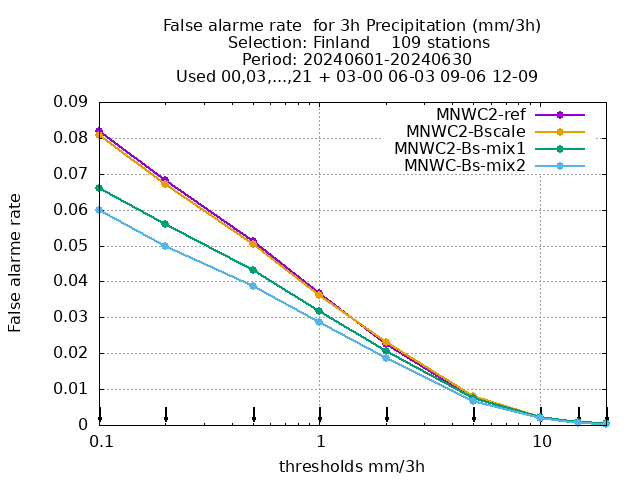 False alarme rate  for 3h Precipitation (mm/3h)
Selection: Finland    109 stations
Period: 20240601-20240630
Used 00,03,...,21 + 03-00 06-03 09-06 12-09
MNWC2-ref
MNWC2-Bscale
MNWC2-Bs-mix1
MNWC-Bs-mix2
False alarme rate
0.09
0.08
0.07
0.06
0.05
0.04
0.03
0.02
0.01
0
0.1
1
10
thresholds mm/3h